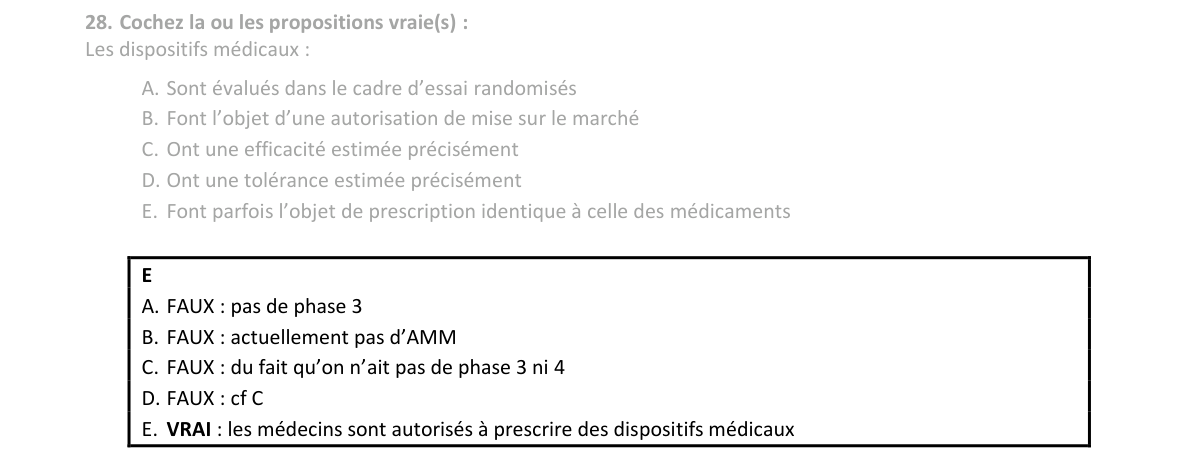 28. Cochez la ou les propositions vraie(s) :
Les dispositifs médicaux :
A. Sont évalués dans le cadre d’essai randomisés
B. Font l’objet d’une autorisation de mise sur le marché
C. Ont une efficacité estimée précisément
D. Ont une tolérance estimée précisément
E. Font parfois l’objet de prescription identique à celle des médicaments
E
A. FAUX : pas de phase 3
B. FAUX : actuellement pas d’AMM
C. FAUX : du fait qu’on n’ait pas de phase 3 ni 4
D. FAUX : cf C
E. VRAI : les médecins sont autorisés à prescrire des dispositifs médicaux